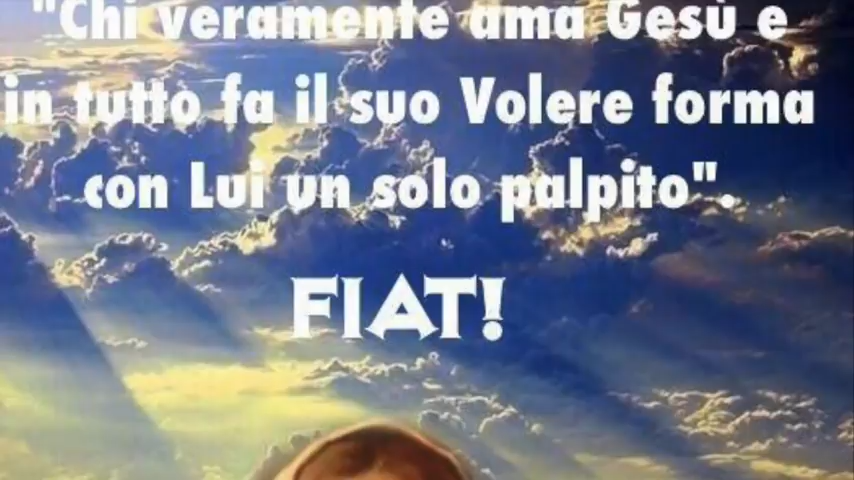 "Chi veramente ama Gesù e
in tutto fa il suo Volere forma
con Lui un solo palpito".
FIAT!